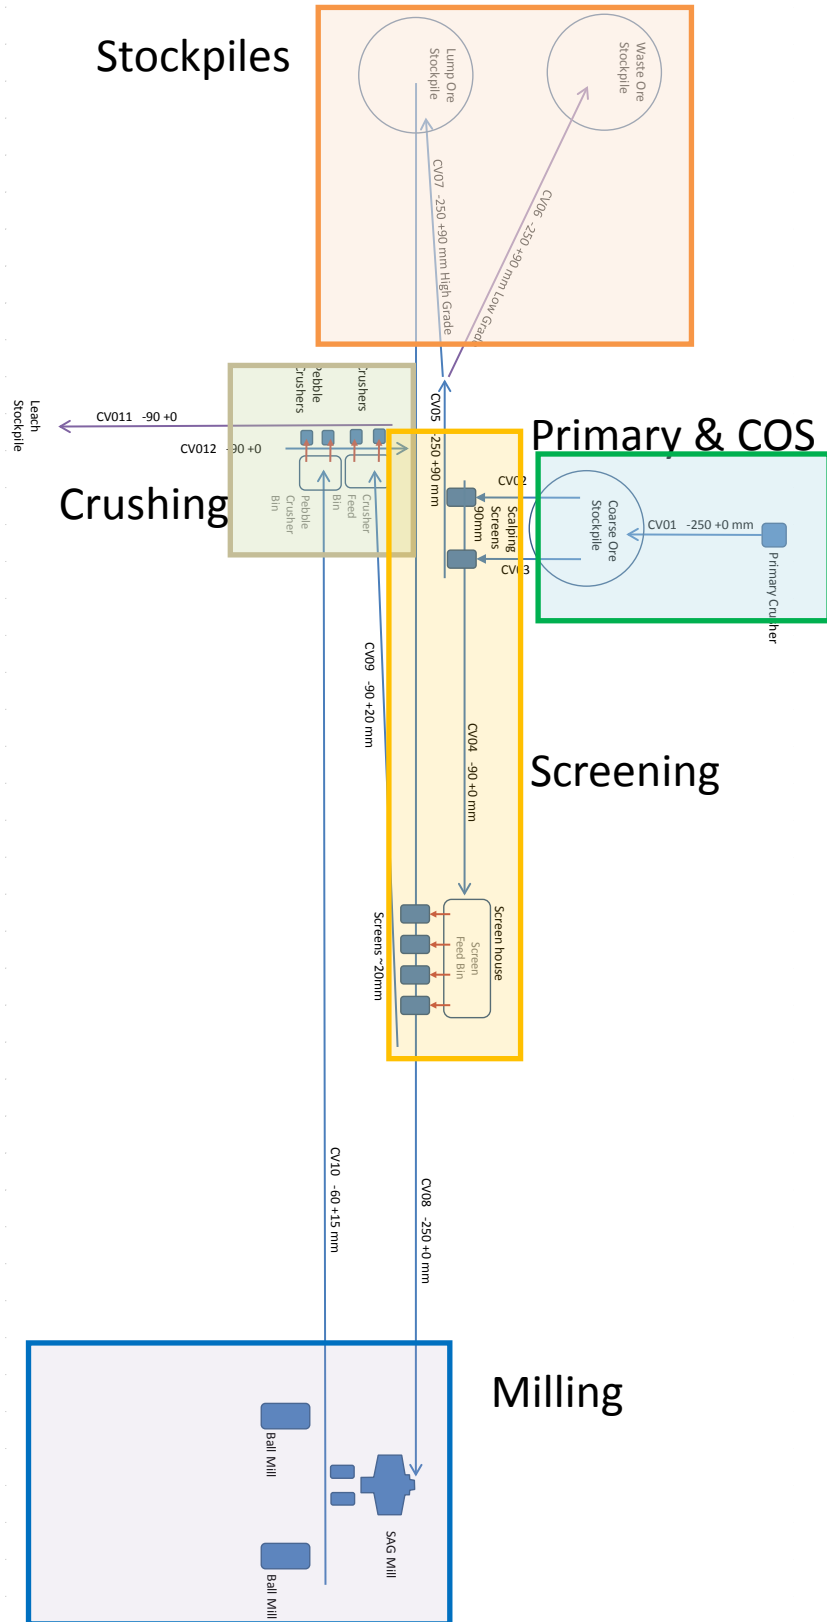 Stockpiles
Lump Ore
Stockpile
Waste Ore
Stockpile
CV07 -250 +90 mm High Grade
CV06 -250 +90 mm Low Grade
Pebble
Crushers
Crushers
Leach
Stockpile
CV011 -90 +0
CV012 -90 +0
CV05 -250 +90 mm
Primary & COS
Crushing
Pebble
Crusher
Bin
Crusher
Feed
Bin
Scalping
Screens
90mm
CV02
CV03
Coarse Ore
Stockpile
CV01 -250 +0 mm
Primary Crusher
CV09 -90 +20 mm
CV04 -90 +0 mm
Screening
Screen house
Screen
Feed Bin
Screens ~20mm
CV10 -60 +15 mm
CV08 -250 +0 mm
Milling
Ball Mill
SAG Mill
Ball Mill